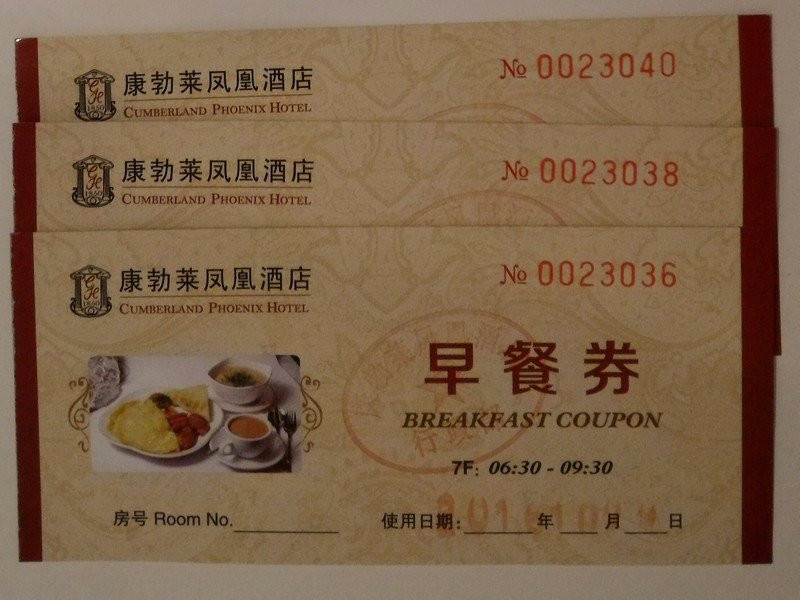 康勃莱凤凰酒店
CUMBERLAND PHOENIX HOTEL
№ 0023040
康勃莱凤凰酒店
CUMBERLAND PHOENIX HOTEL
№ 0023038
康勃莱凤凰酒店
CUMBERLAND PHOENIX HOTEL
№ 0023036
早餐券
BREAKFAST COUPON
7F: 06:30 - 09:30
房号 Room No.
使用日期: 年 月 日